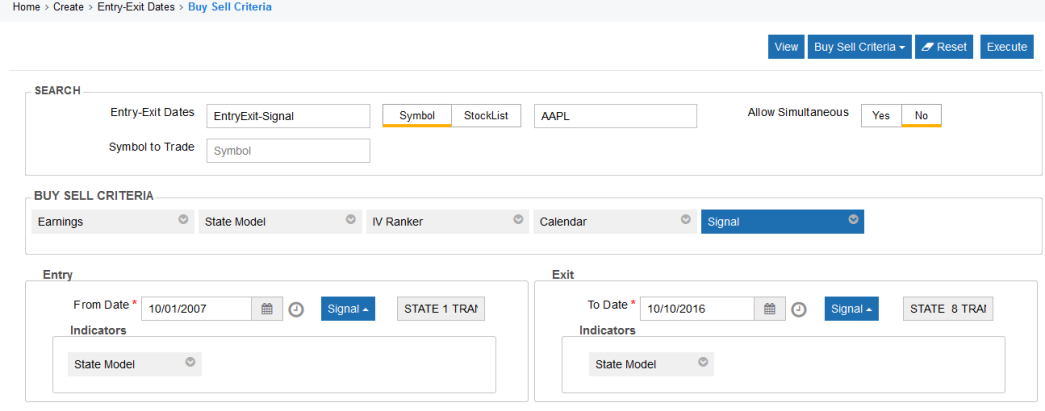 Home > Create > Entry-Exit Dates > Buy Sell Criteria
View Buy Sell Criteria Reset Execute
SEARCH
Entry-Exit Dates EntryExit-Signal Symbol StockList AAPL Allow Simultaneous Yes No
Symbol to Trade Symbol
BUY SELL CRITERIA
Earnings State Model IV Ranker Calendar Signal
Entry Exit
From Date * 10/01/2007 Signal STATE 1 TRAN To Date * 10/10/2016 Signal STATE 8 TRAN
Indicators Indicators
State Model State Model